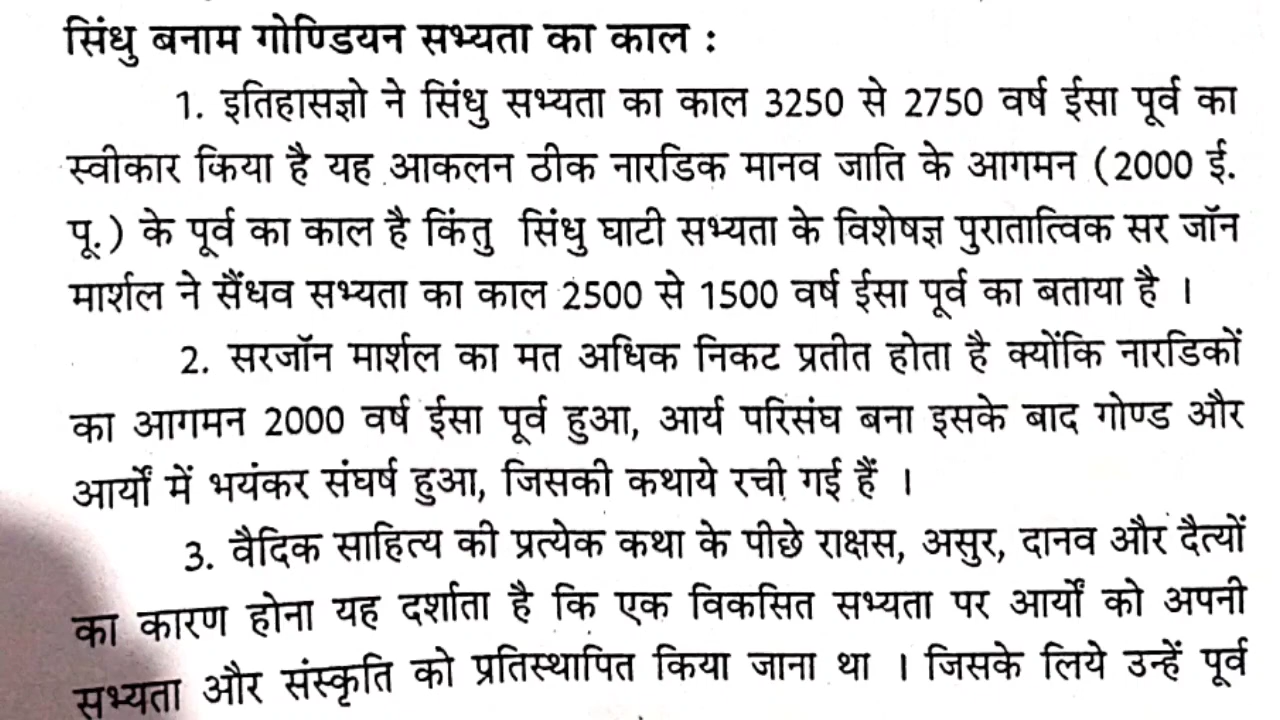 सिंधु बनाम गोण्डियन सभ्यता का काल :
1. इतिहासज्ञो ने सिंधु सभ्यता का काल 3250 से 2750 वर्ष ईसा पूर्व का
स्वीकार किया है यह आकलन ठीक नारडिक मानव जाति के आगमन (2000 ई.
पू.) के पूर्व का काल है किंतु सिंधु घाटी सभ्यता के विशेषज्ञ पुरातात्विक सर जॉन
मार्शल ने सैंधव सभ्यता का काल 2500 से 1500 वर्ष ईसा पूर्व का बताया है ।
2. सरजॉन मार्शल का मत अधिक निकट प्रतीत होता है क्योंकि नारडिकों
का आगमन 2000 वर्ष ईसा पूर्व हुआ, आर्य परिसंघ बना इसके बाद गोण्ड और
आर्यों में भयंकर संघर्ष हुआ, जिसकी कथाये रची गई हैं ।
3. वैदिक साहित्य की प्रत्येक कथा के पीछे राक्षस, असुर, दानव और दैत्यों
का कारण होना यह दर्शाता है कि एक विकसित सभ्यता पर आर्यों को अपनी
सभ्यता और संस्कृति को प्रतिस्थापित किया जाना था । जिसके लिये उन्हें पूर्व